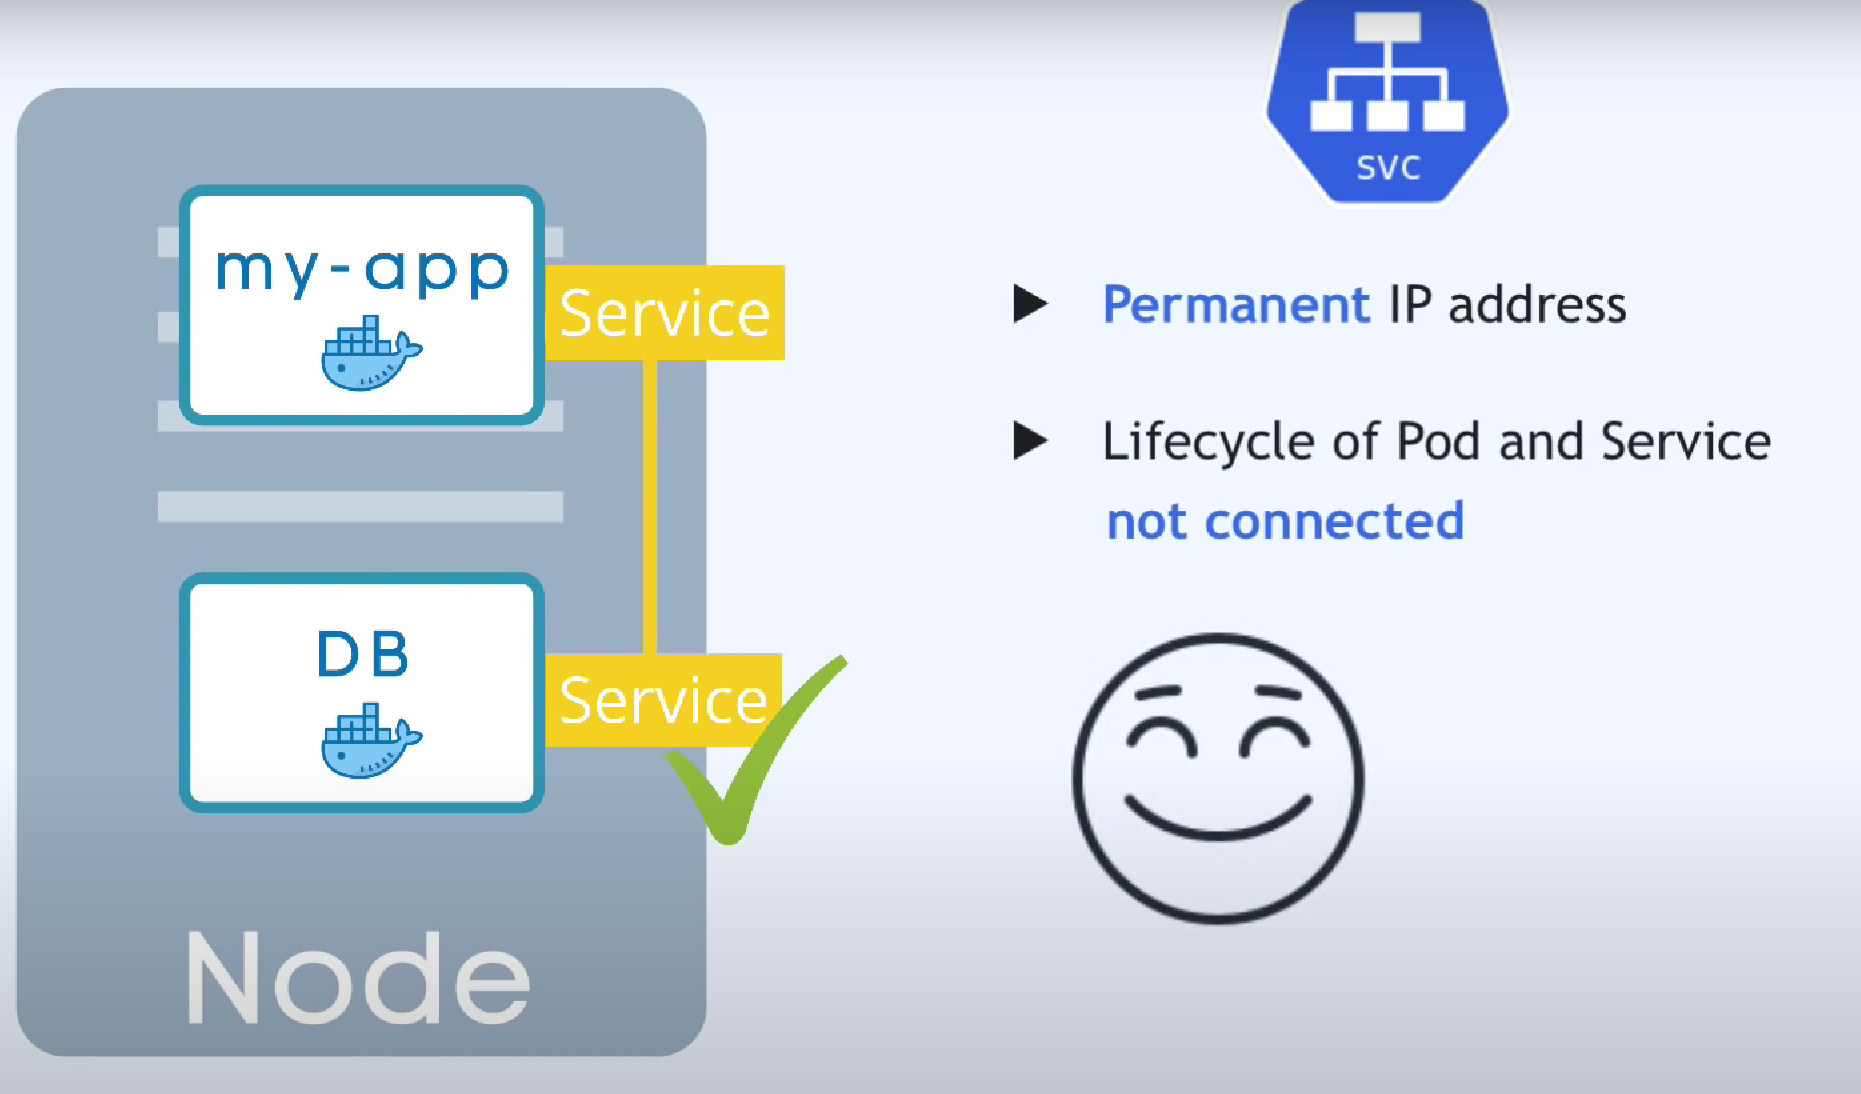 my-app
Service
DB
Service
Node
svc
Permanent IP address
Lifecycle of Pod and Service
not connected